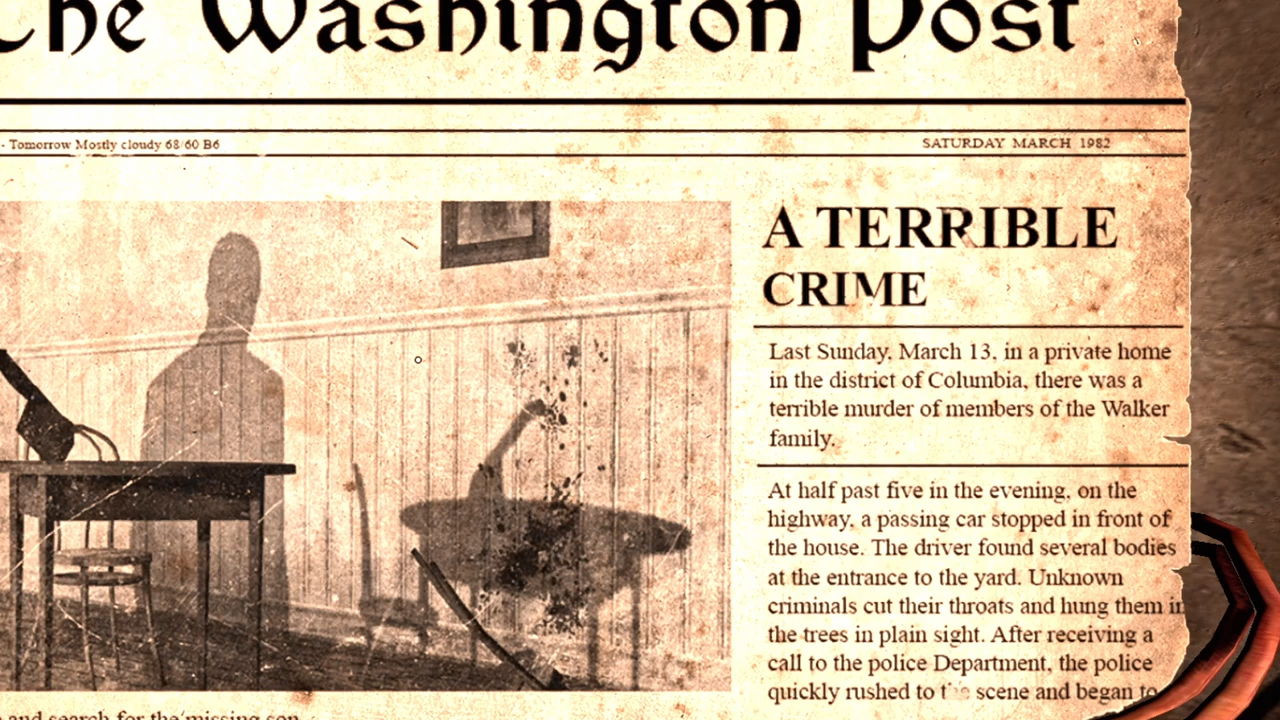 The Washington Post
- Tomorrow Mostly cloudy 68/60 B6
SATURDAY MARCH 1982
A TERRIBLE
CRIME
Last Sunday, March 13, in a private home
in the district of Columbia, there was a
terrible murder of members of the Walker
family.
At half past five in the evening, on the
highway, a passing car stopped in front of
the house. The driver found several bodies
at the entrance to the yard. Unknown
criminals cut their throats and hung them in
the trees in plain sight. After receiving a
call to the police Department, the police
quickly rushed to the scene and began to
and search for the missing son